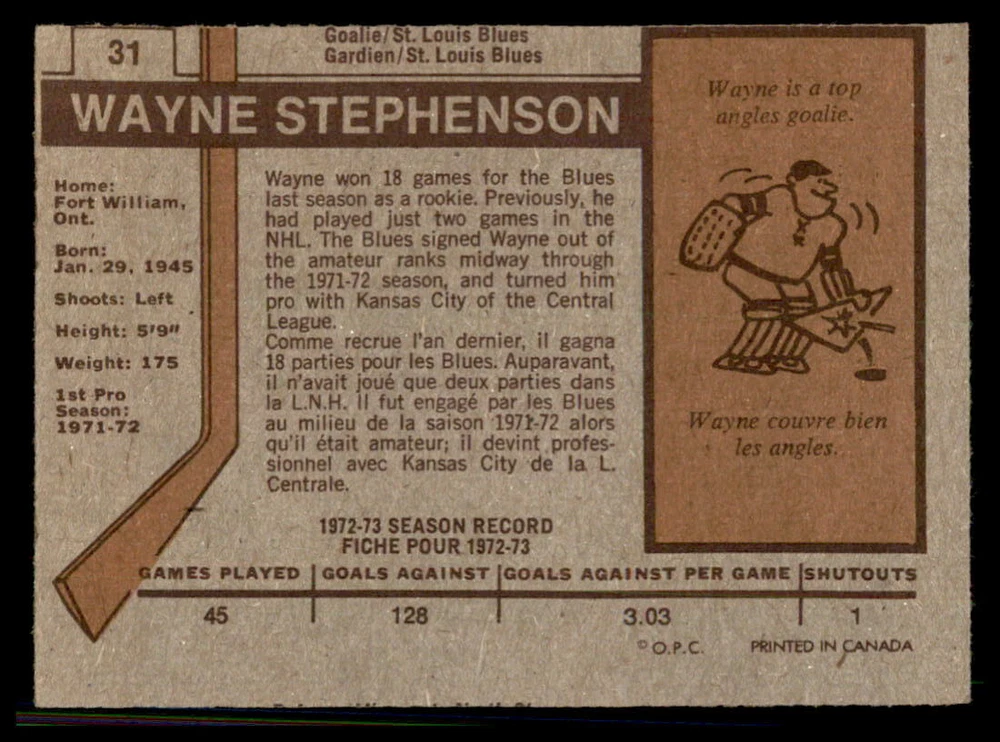 31
Goalie/St. Louis Blues
Gardien/St. Louis Blues
WAYNE STEPHENSON
Home:
Fort William,
Ont.
Born:
Jan. 29, 1945
Shoots: Left
Height: 5'9"
Weight: 175
1st Pro
Season:
1971-72
Wayne won 18 games for the Blues
last season as a rookie. Previously, he
had played just two games in the
NHL. The Blues signed Wayne out of
the amateur ranks midway through
the 1971-72 season, and turned him
pro with Kansas City of the Central
League.
Comme recrue l'an dernier, il gagna
18 parties pour les Blues. Auparavant,
il n'avait joué que deux parties dans
la L.N.H. Il fut engagé par les Blues
au milieu de la saison 1971-72 alors
qu'il était amateur; il devint profes-
sionnel avec Kansas City de la L.
Centrale.
Wayne is a top
angles goalie.
Wayne couvre bien
les angles.
1972-73 SEASON RECORD
FICHE POUR 1972-73
GAMES PLAYED GOALS AGAINST GOALS AGAINST PER GAME SHUTOUTS
45 128 3.03 1
© O.P.C. PRINTED IN CANADA